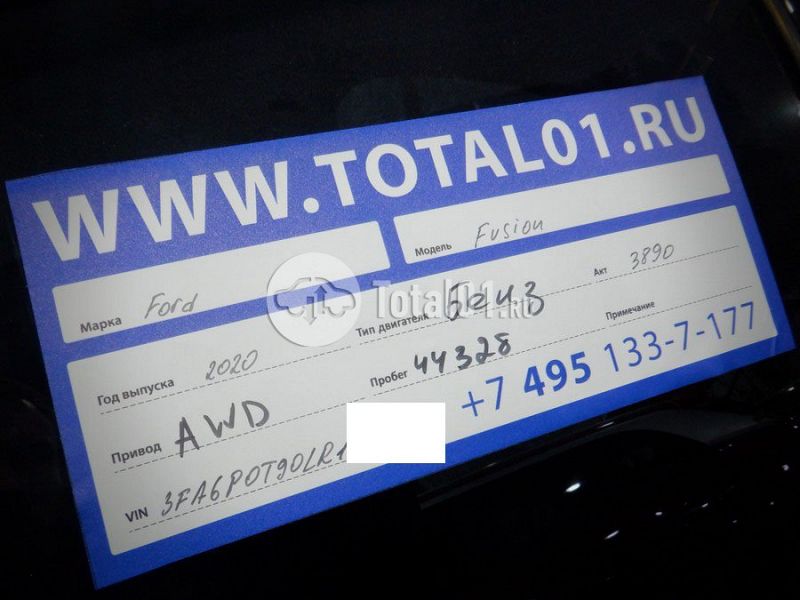 WWW.TOTAL01.RU
Марка Ford
Модель Fusion
Total01.RU
Год выпуска 2020
Тип двигателя Бенз
Акт 3890
Привод AWD
Пробег 44328
Примечание
+7 495 133-7-177
VIN 3FA6P0T90LR1